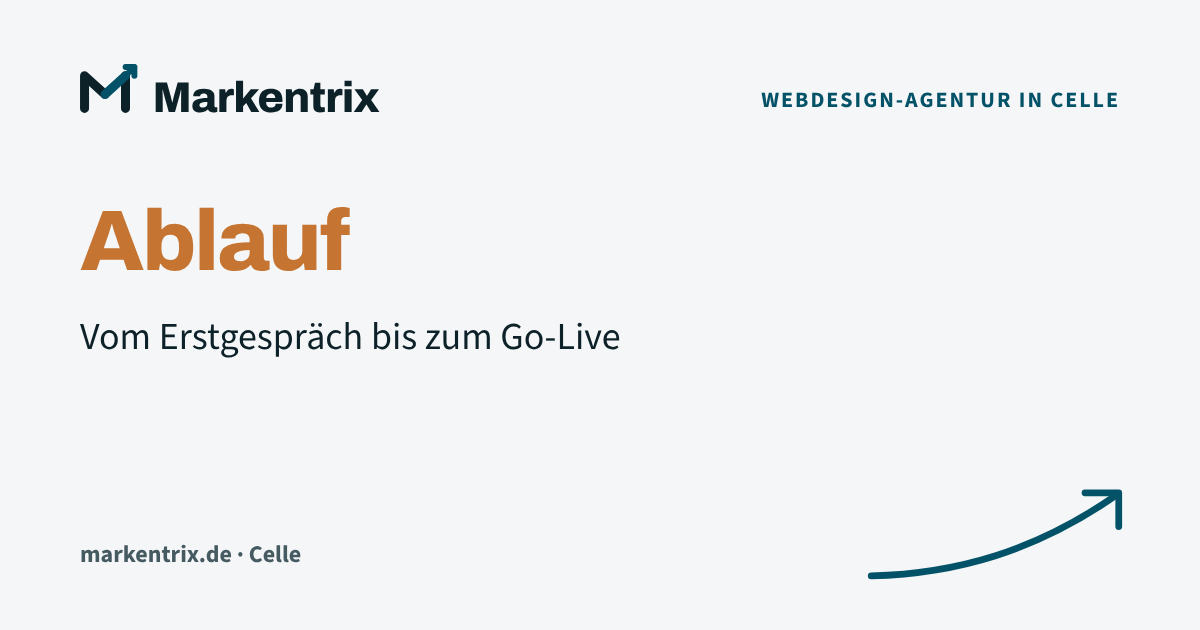 Markentrix
WEBDESIGN-AGENTUR IN CELLE
Ablauf
Vom Erstgespräch bis zum Go-Live
markentrix.de · Celle